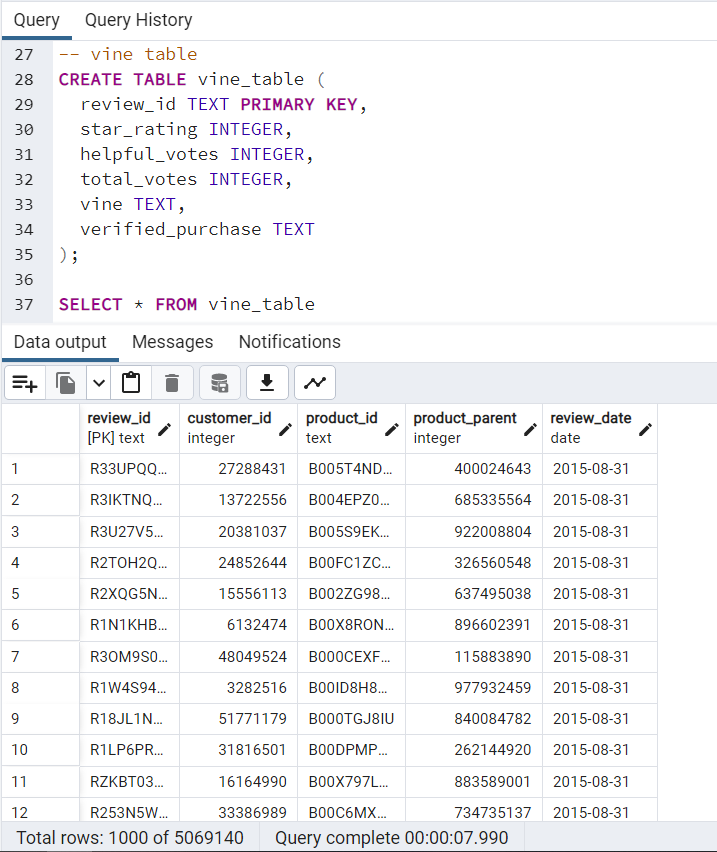 Query Query History
27 -- vine table
28 CREATE TABLE vine_table (
29 review_id TEXT PRIMARY KEY,
30 star_rating INTEGER,
31 helpful_votes INTEGER,
32 total_votes INTEGER,
33 vine TEXT,
34 verified_purchase TEXT
35 );
36
37 SELECT * FROM vine_table
Data output Messages Notifications
review_id customer_id product_id product_parent review_date
[PK] text integer text integer date
1 R33UPQQ... 27288431 B005T4ND... 400024643 2015-08-31
2 R3IKTNQ... 13722556 B004EPZ0... 685335564 2015-08-31
3 R3U27V5... 20381037 B005S9EK... 922008804 2015-08-31
4 R2TOH2Q... 24852644 B00FC1ZC... 326560548 2015-08-31
5 R2XQG5N... 15556113 B002ZG98... 637495038 2015-08-31
6 R1N1KHB... 6132474 B00X8RON... 896602391 2015-08-31
7 R3OM9S0... 48049524 B000CEXF... 115883890 2015-08-31
8 R1W4S94... 3282516 B00ID8H8... 977932459 2015-08-31
9 R18JL1N... 51771179 B000TGJ8IU 840084782 2015-08-31
10 R1LP6PR... 31816501 B00DPMP... 262144920 2015-08-31
11 RZKBT03... 16164990 B00X797L... 883589001 2015-08-31
12 R253N5W... 33386989 B00C6MX... 734735137 2015-08-31
Total rows: 1000 of 5069140 Query complete 00:00:07.990